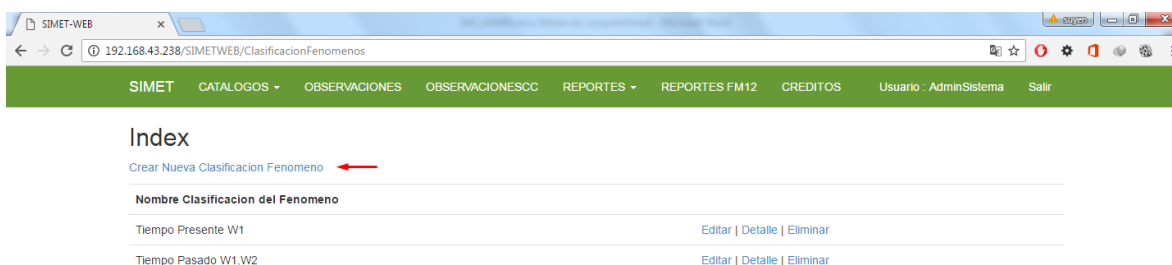 SIMET-WEB
suyen
192.168.43.238/SIMETWEB/ClasificacionFenomenos
SIMET CATALOGOS OBSERVACIONES OBSERVACIONESCC REPORTES REPORTES FM12 CREDITOS Usuario : AdminSistema Salir
Index
Crear Nueva Clasificacion Fenomeno
Nombre Clasificacion del Fenomeno
Tiempo Presente W1 Editar | Detalle | Eliminar
Tiempo Pasado W1,W2 Editar | Detalle | Eliminar